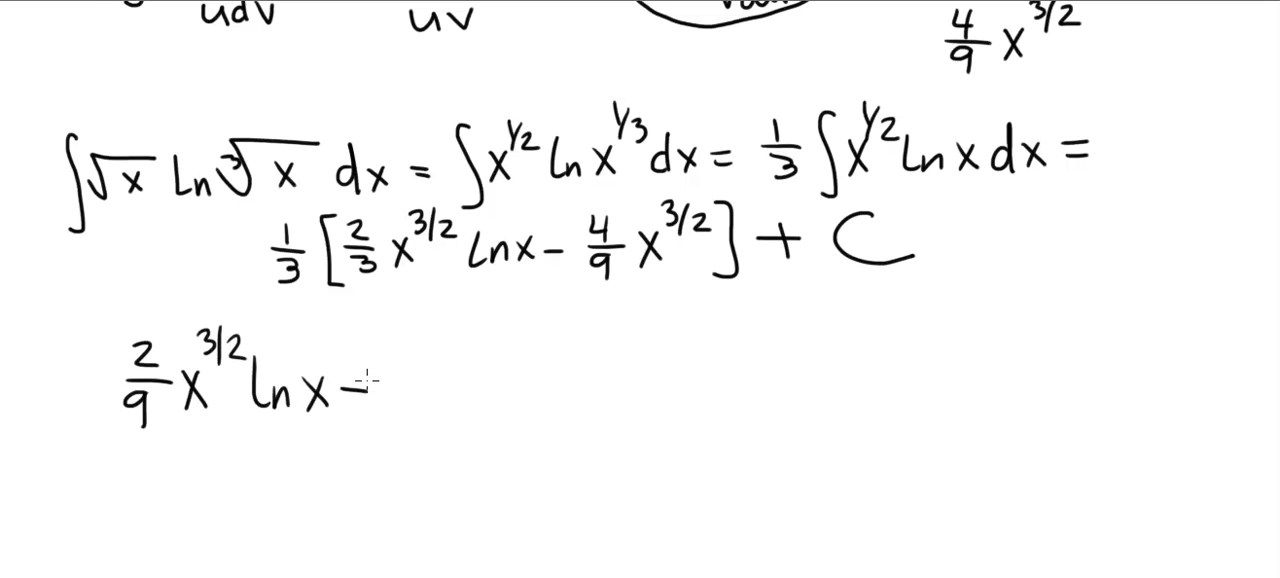 udv uv 4/9 x^{3/2}
∫√x Ln ∛x dx = ∫x^{1/2} ln x^{1/3} dx = 1/3 ∫x^{1/2} Ln x dx =
1/3 [2/3 x^{3/2} ln x - 4/9 x^{3/2}] + C
2/9 x^{3/2} ln x -